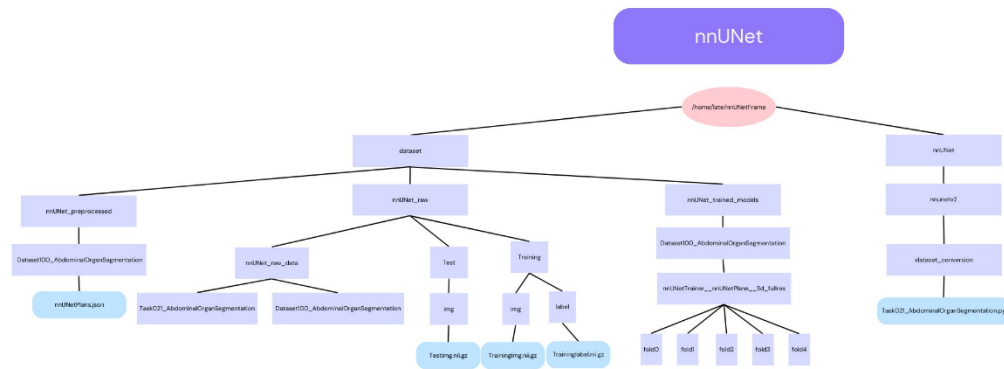 nnUNet
/home/late/nnUNetFrame
dataset
nnUNet
nnUNet_preprocessed
nnUNet_raw
nnUNet_trained_models
nnunetv2
Dataset100_AbdominalOrganSegmentation
nnUNet_raw_data
Test
Training
Dataset100_AbdominalOrganSegmentation
dataset_conversion
nnUNetPlans.json
Task021_AbdominalOrganSegmentation
Dataset100_AbdominalOrganSegmentation
img
img
label
nnUNetTrainer__nnUNetPlans__3d_fullres
Task021_AbdominalOrganSegmentation.py
Testimg.nii.gz
Trainingimg.nii.gz
Traininglabel.nii.gz
fold0
fold1
fold2
fold3
fold4